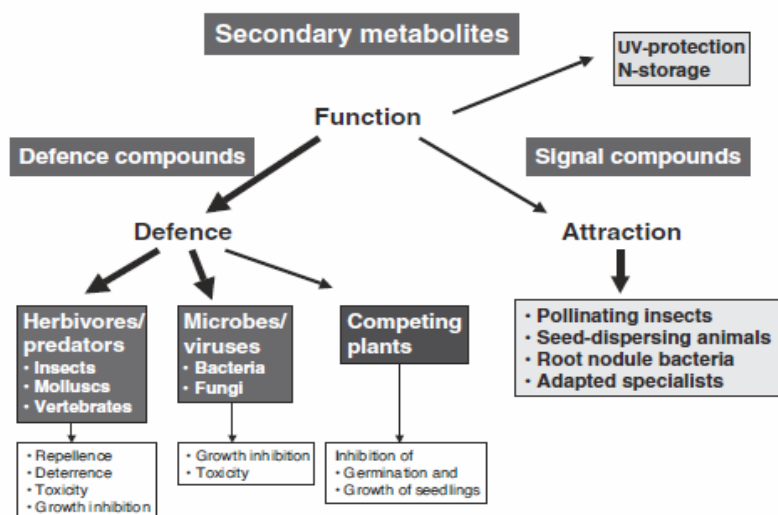 Secondary metabolites
UV-protection
N-storage
Function
Defence compounds
Signal compounds
Defence
Attraction
Herbivores/
predators
• Insects
• Molluscs
• Vertebrates
Microbes/
viruses
• Bacteria
• Fungi
Competing
plants
• Pollinating insects
• Seed-dispersing animals
• Root nodule bacteria
• Adapted specialists
• Repellence
• Deterrence
• Toxicity
• Growth inhibition
• Growth inhibition
• Toxicity
Inhibition of
• Germination and
• Growth of seedlings